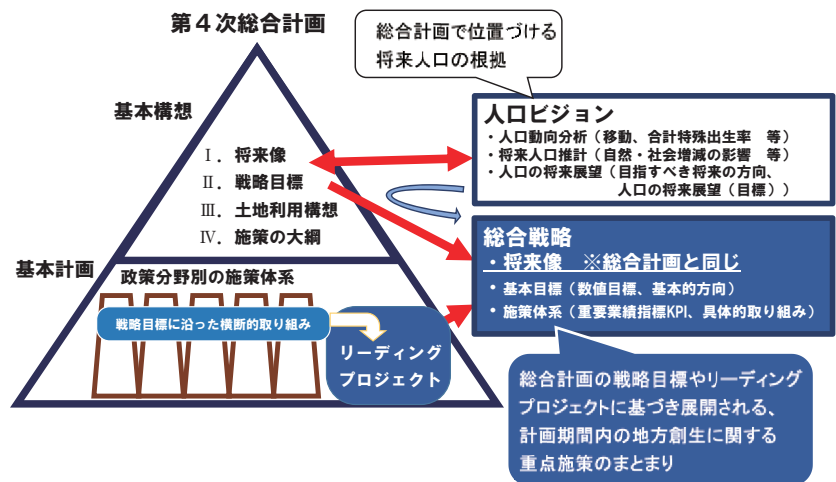 第４次総合計画
総合計画で位置づける
将来人口の根拠
基本構想
Ⅰ．将来像
Ⅱ．戦略目標
Ⅲ．土地利用構想
Ⅳ．施策の大綱
人口ビジョン
・人口動向分析（移動、合計特殊出生率　等）
・将来人口推計（自然・社会増減の影響　等）
・人口の将来展望（目指すべき将来の方向、
人口の将来展望（目標））
基本計画
政策分野別の施策体系
戦略目標に沿った横断的取り組み
リーディング
プロジェクト
総合戦略
・将来像　※総合計画と同じ
・基本目標（数値目標、基本的方向）
・施策体系（重要業績指標KPI、具体的取り組み）
総合計画の戦略目標やリーディング
プロジェクトに基づき展開される、
計画期間内の地方創生に関する
重点施策のまとまり